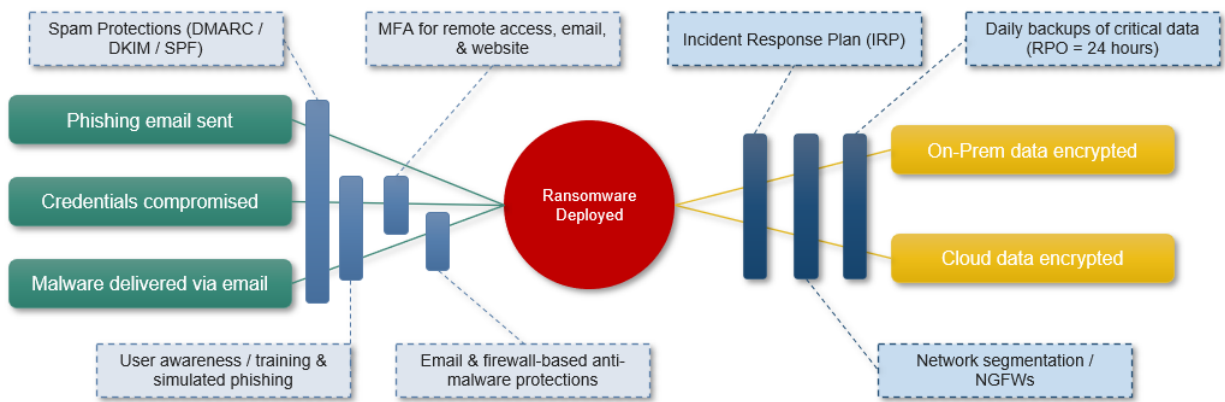 Spam Protections (DMARC /
DKIM / SPF)
MFA for remote access, email,
& website
Incident Response Plan (IRP)
Daily backups of critical data
(RPO = 24 hours)
Phishing email sent
Credentials compromised
Malware delivered via email
Ransomware
Deployed
On-Prem data encrypted
Cloud data encrypted
User awareness / training &
simulated phishing
Email & firewall-based anti-
malware protections
Network segmentation /
NGFWs